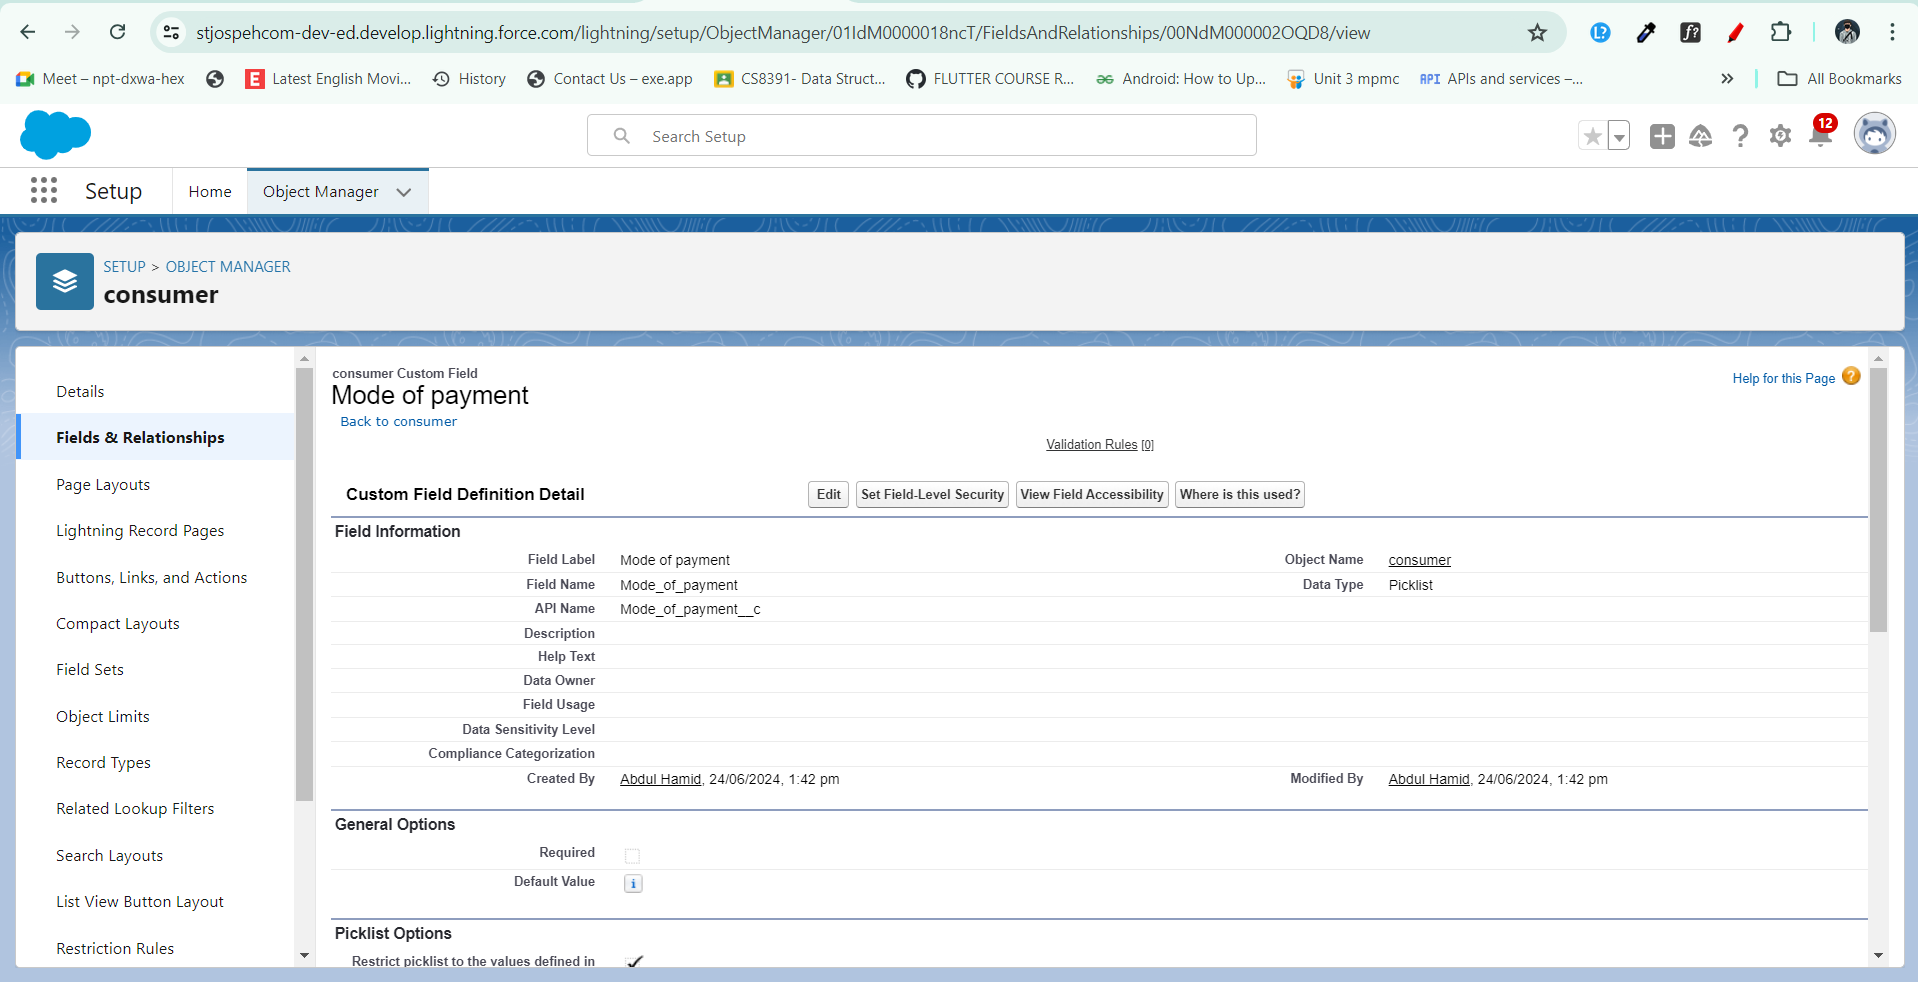 stjospehcom-dev-ed.develop.lightning.force.com/lightning/setup/ObjectManager/01IdM0000018ncT/FieldsAndRelationships/00NdM000002OQD8/view
Meet – npt-dxwa-hex
Latest English Movi...
History
Contact Us – exe.app
CS8391- Data Struct...
FLUTTER COURSE R...
Android: How to Up...
Unit 3 mpmc
API APIs and services –...
» All Bookmarks
Search Setup
12
Setup
Home
Object Manager
SETUP > OBJECT MANAGER
consumer
Details
Fields & Relationships
Page Layouts
Lightning Record Pages
Buttons, Links, and Actions
Compact Layouts
Field Sets
Object Limits
Record Types
Related Lookup Filters
Search Layouts
List View Button Layout
Restriction Rules
consumer Custom Field
Mode of payment
Back to consumer
Help for this Page ?
Validation Rules [0]
Custom Field Definition Detail
Edit
Set Field-Level Security
View Field Accessibility
Where is this used?
Field Information
Field Label Mode of payment Object Name consumer
Field Name Mode_of_payment Data Type Picklist
API Name Mode_of_payment__c
Description
Help Text
Data Owner
Field Usage
Data Sensitivity Level
Compliance Categorization
Created By Abdul Hamid, 24/06/2024, 1:42 pm Modified By Abdul Hamid, 24/06/2024, 1:42 pm
General Options
Required
Default Value i
Picklist Options
Restrict picklist to the values defined in